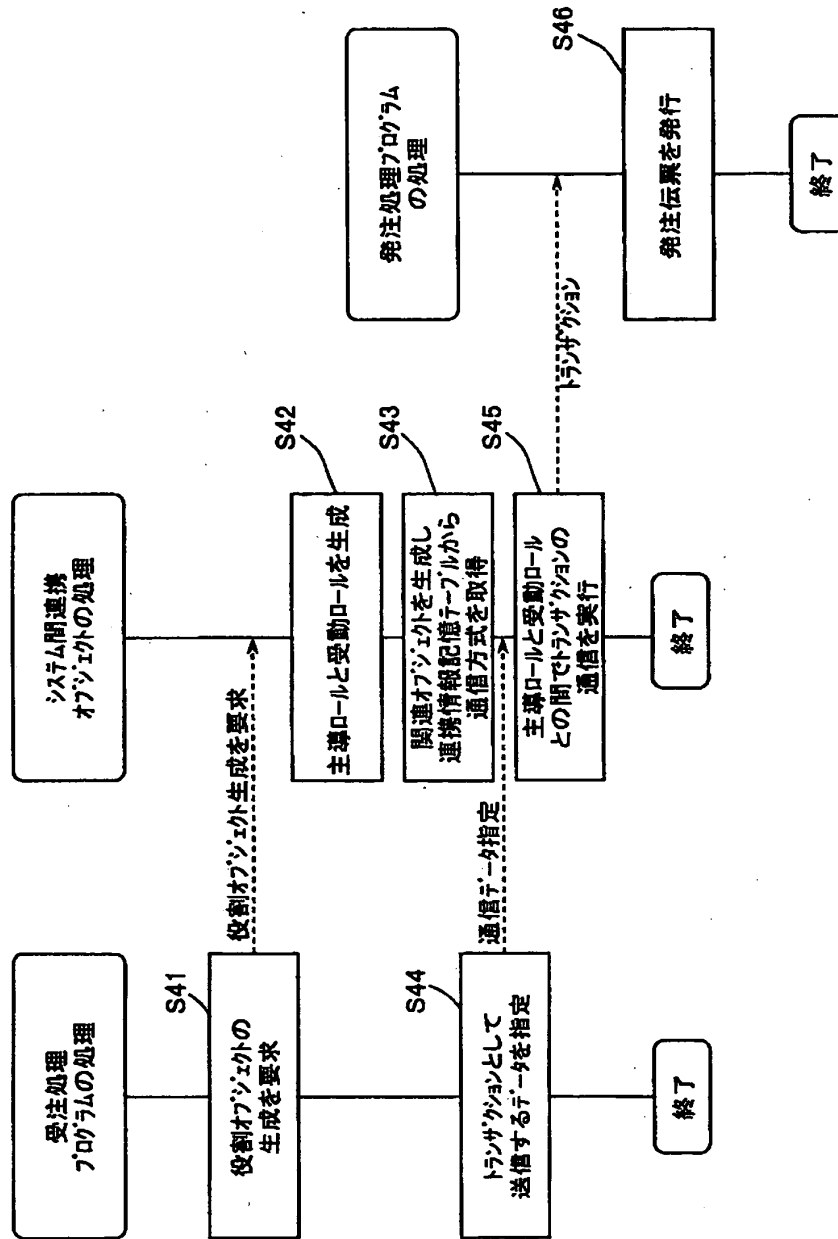 受注処理
プログラムの処理
S41
役割オブジェクトの
生成を要求
S44
トランザクションとして
送信するデータを指定
終了
役割オブジェクト生成を要求
通信データ指定
システム間連携
オブジェクトの処理
S42
主導ロールと受動ロールを生成
S43
関連オブジェクトを生成し
連携情報記憶テーブルから
通信方式を取得
S45
主導ロールと受動ロール
との間でトランザクションの
通信を実行
終了
トランザクション
発注処理プログラム
の処理
S46
発注伝票を発行
終了